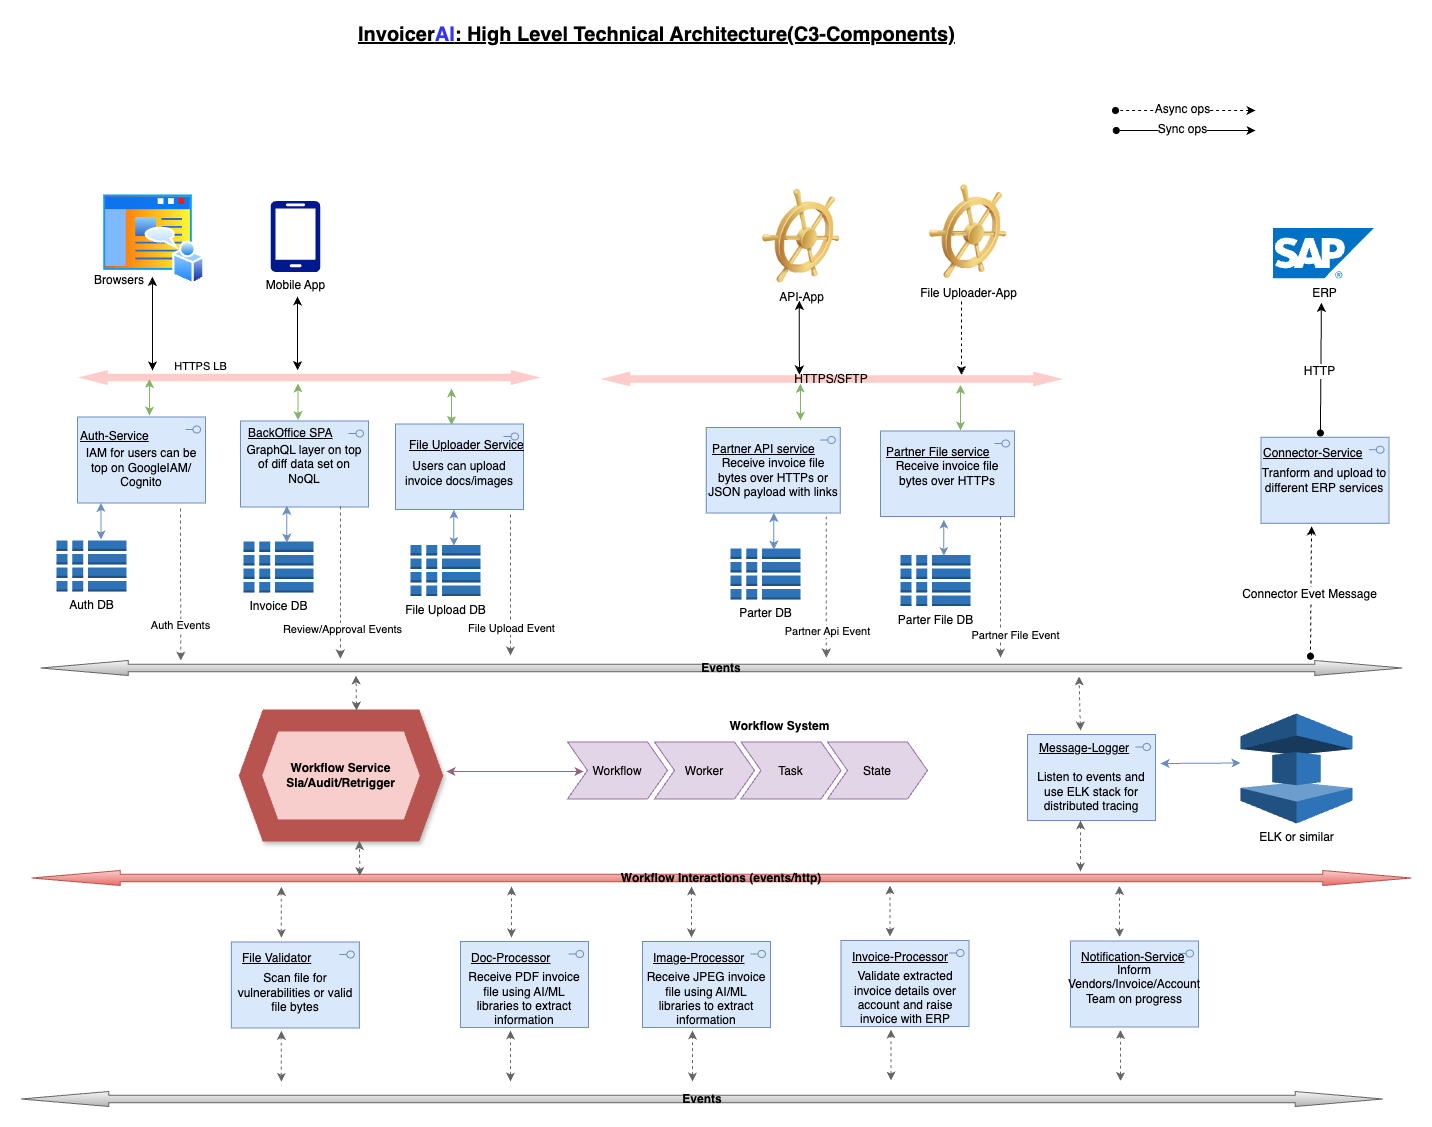 InvoicerAI: High Level Technical Architecture(C3-Components)
Async ops
Sync ops
SAP
®
Browsers
Mobile App
API-App
File Uploader-App
ERP
HTTPS LB
HTTPS/SFTP
HTTP
Auth-Service
IAM for users can be
top on GoogleIAM/
Cognito
BackOffice SPA
GraphQL layer on top
of diff data set on
NoQL
File Uploader Service
Users can upload
invoice docs/images
Partner API service
Receive invoice file
bytes over HTTPs or
JSON payload with links
Partner File service
Receive invoice file
bytes over HTTPs
Connector-Service
Tranform and upload to
different ERP services
Auth DB
Invoice DB
File Upload DB
Parter DB
Parter File DB
Connector Evet Message
Auth Events
Review/Approval Events
File Upload Event
Partner Api Event
Partner File Event
Events
Workflow Service
Sla/Audit/Retrigger
Workflow System
Workflow
Worker
Task
State
Message-Logger
Listen to events and
use ELK stack for
distributed tracing
ELK or similar
Workflow Interactions (events/http)
File Validator
Scan file for
vulnerabilities or valid
file bytes
Doc-Processor
Receive PDF invoice
file using AI/ML
libraries to extract
information
Image-Processor
Receive JPEG invoice
file using AI/ML
libraries to extract
information
Invoice-Processor
Validate extracted
invoice details over
account and raise
invoice with ERP
Notification-Service
Inform
Vendors/Invoice/Account
Team on progress
Events